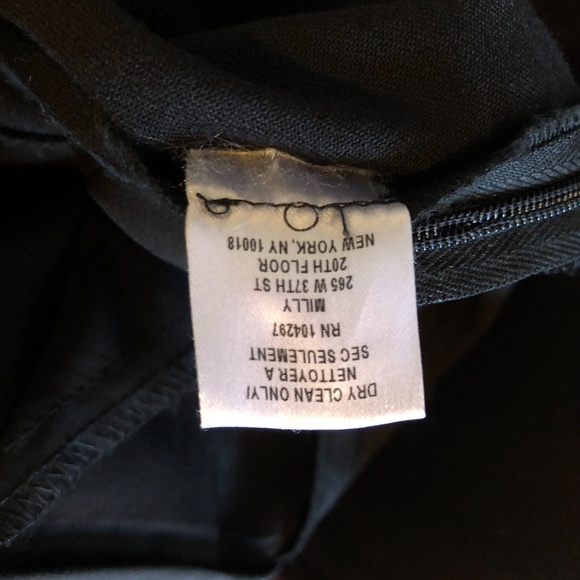 DRY CLEAN ONLY/
NETTOYER A
SEC SEULEMENT
RN 104297
MILLY
265 W 37TH ST
20TH FLOOR
NEW YORK, NY 10018